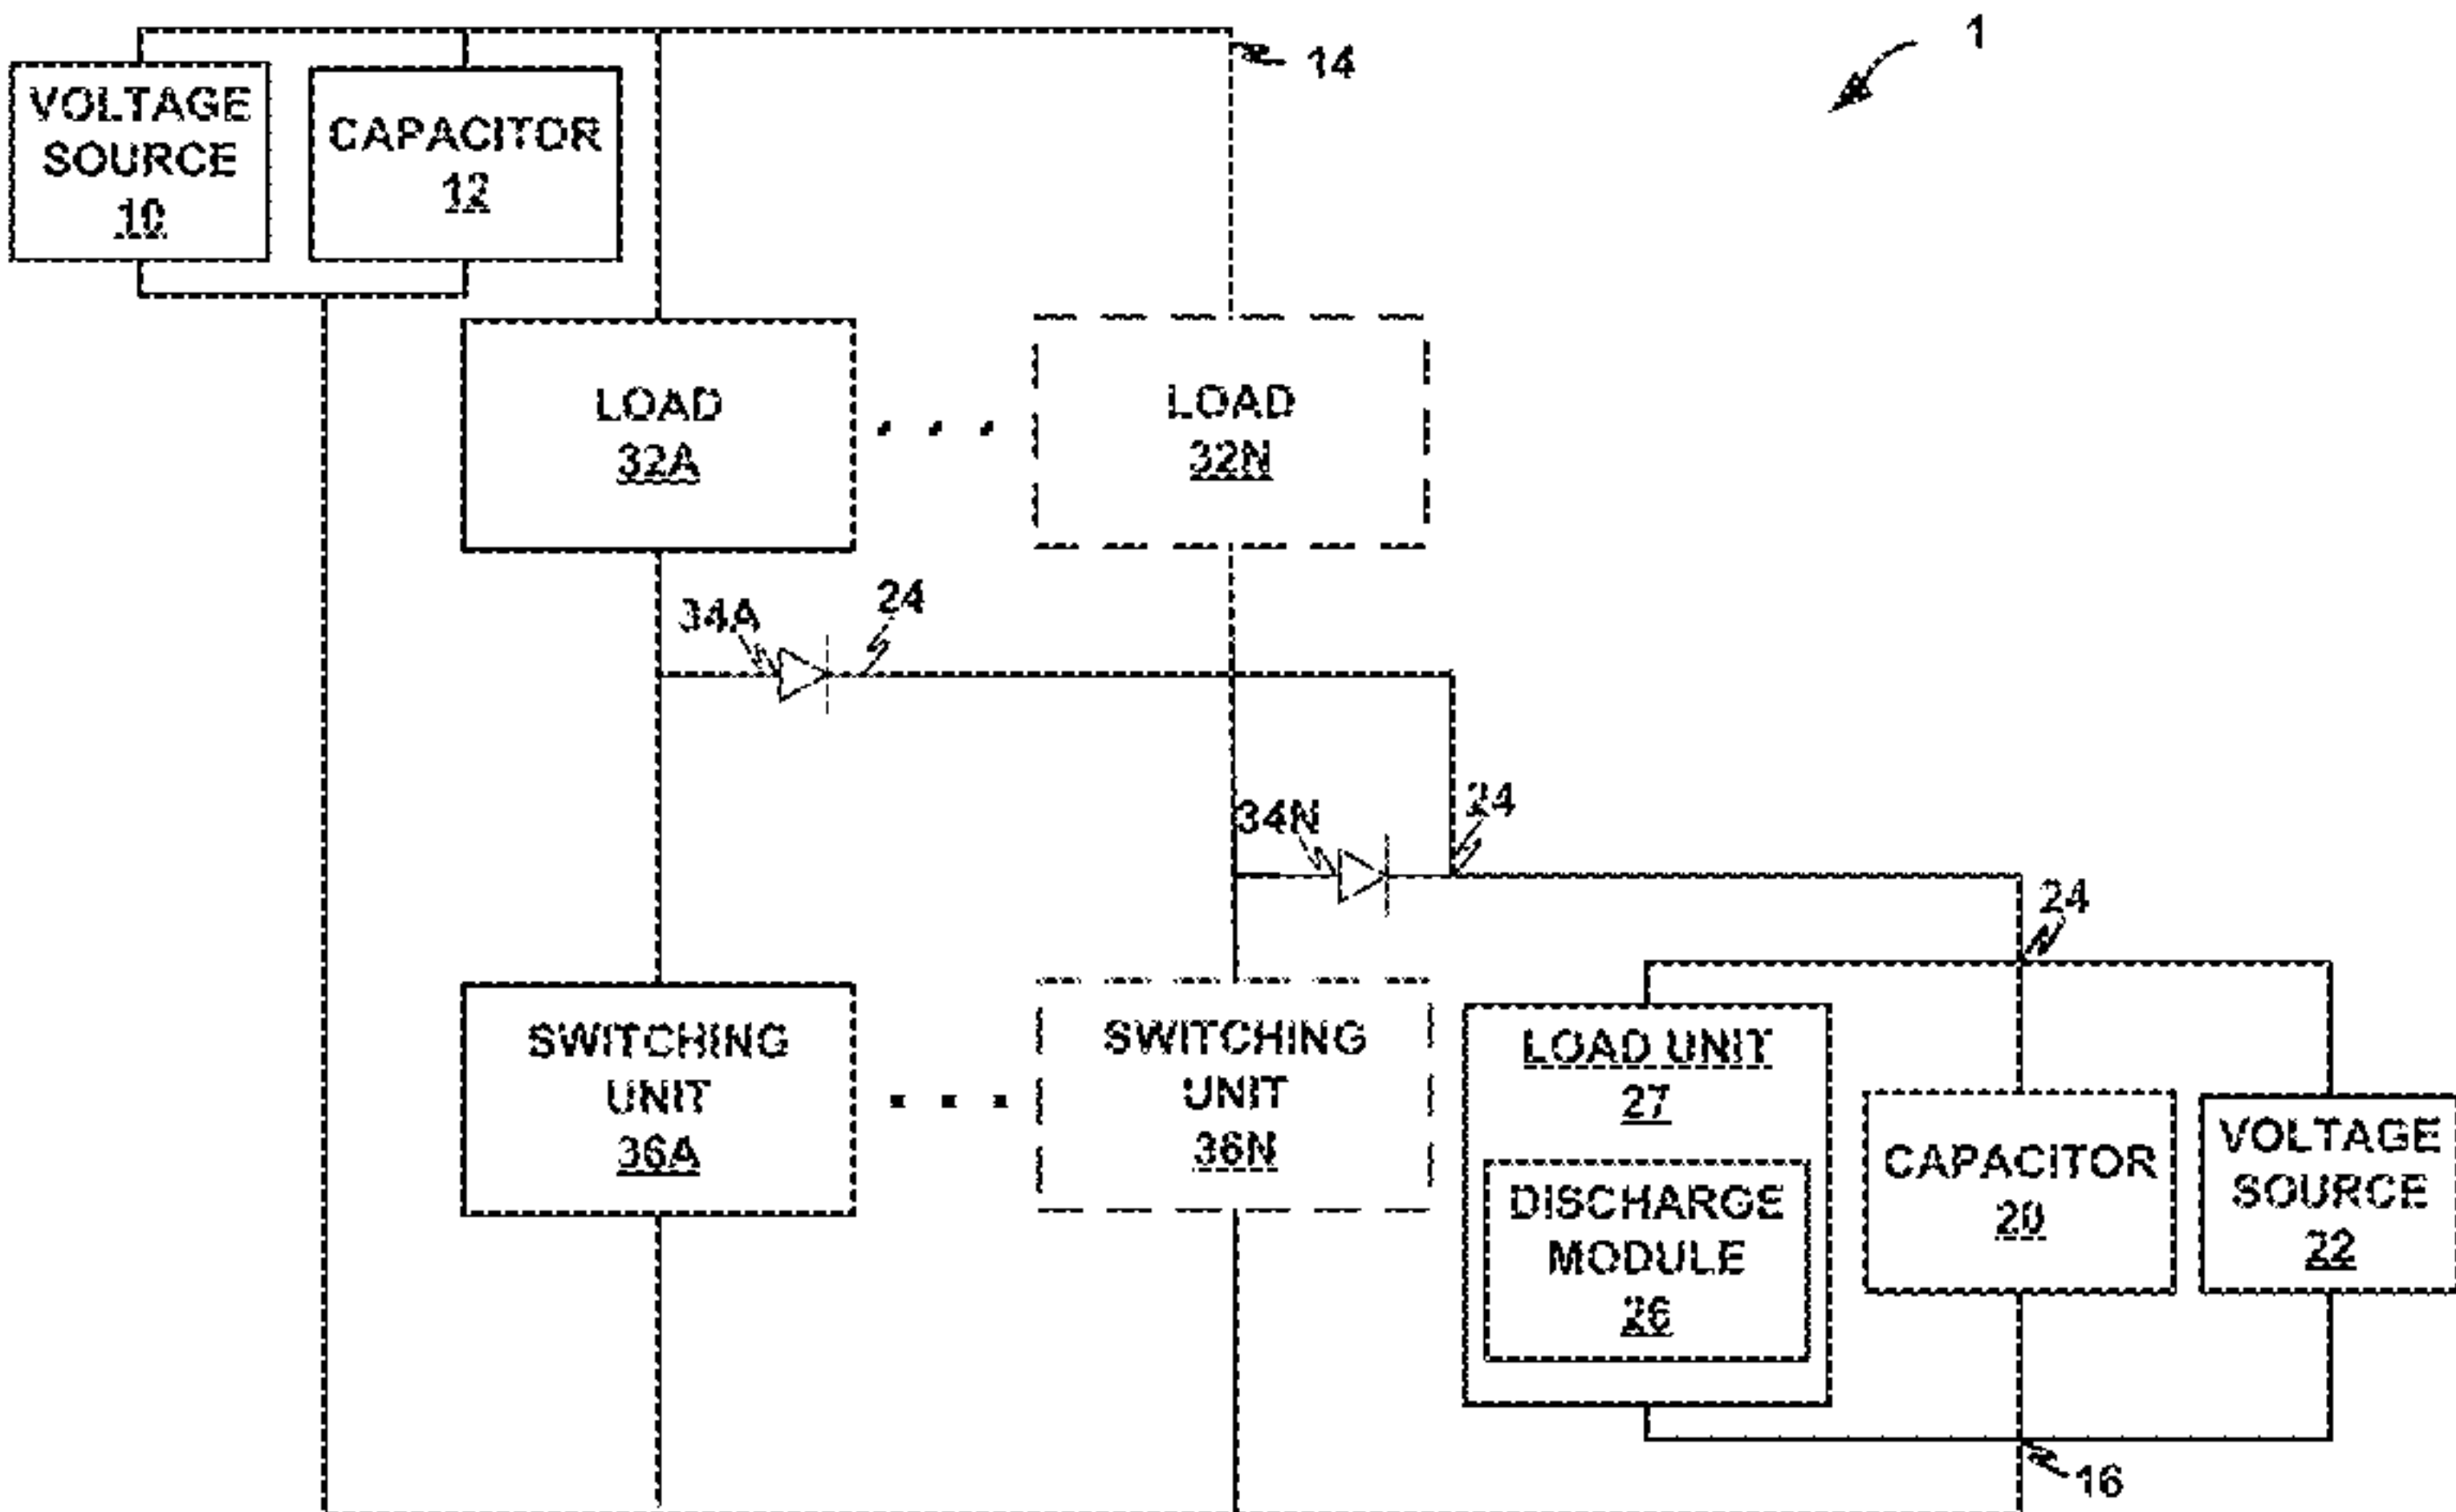 1
14
VOLTAGE
SOURCE
10
CAPACITOR
12
LOAD
32A
. . .
LOAD
32N
34A
24
34N
24
24
SWITCHING
UNIT
36A
. . .
SWITCHING
UNIT
36N
LOAD UNIT
27
DISCHARGE
MODULE
26
CAPACITOR
20
VOLTAGE
SOURCE
22
16